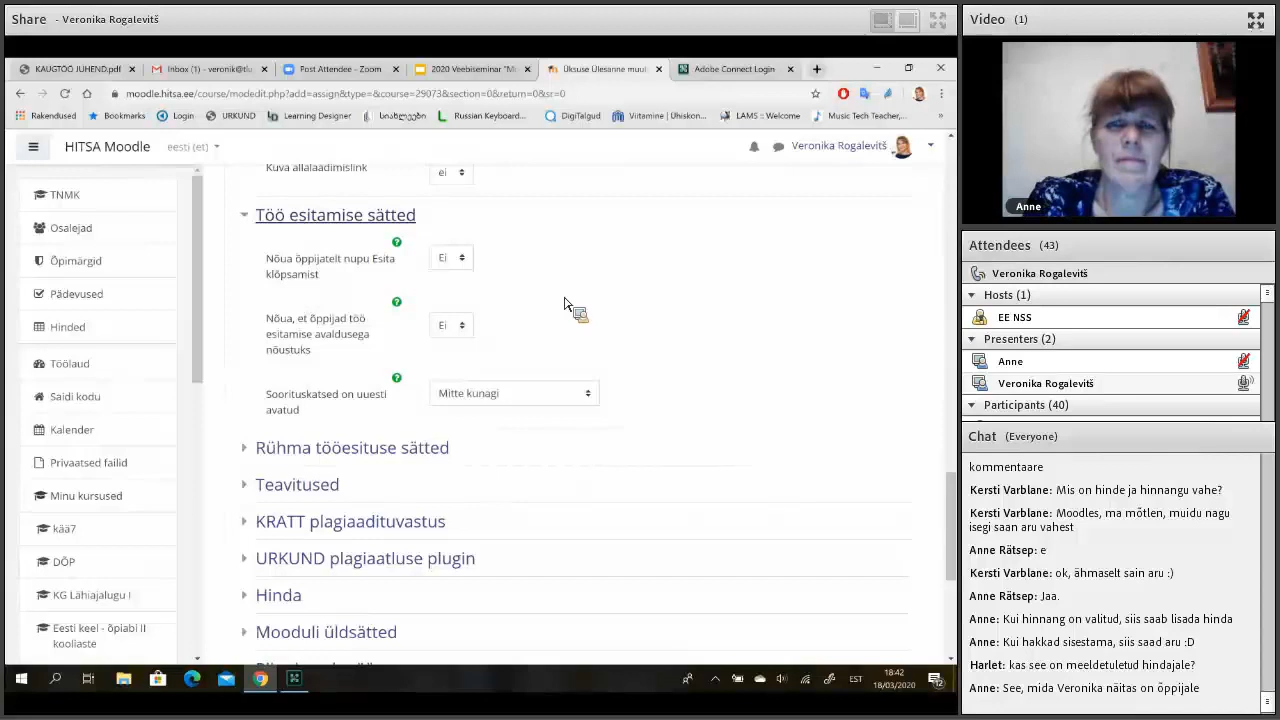 Share - Veronika Rogalevitš
KAUGTÖÖ JUHEND.pdf
Inbox (1) - veronik@tlu
Post Attendee - Zoom
2020 Veebiseminar "Mi
Üksuse Ülesanne muut
Adobe Connect Login
moodle.hitsa.ee/course/modedit.php?add=assign&type=&course=29073&section=0&return=0&sr=0
Rakendused
Bookmarks
Login
URKUND
Learning Designer
სიახლეები
Russian Keyboard...
DigiTalgud
Viitamine | Ühiskon...
LAMS :: Welcome
Music Tech Teacher,...
HITSA Moodle
eesti (et)
Veronika Rogalevitš
TNMK
Osalejad
Õpimärgid
Pädevused
Hinded
Töölaud
Saidi kodu
Kalender
Privaatsed failid
Minu kursused
kää7
DÕP
KG Lähiajalugu I
Eesti keel - õpiabi II
kooliaste
Kuva allalaadimislink
ei
Töö esitamise sätted
Nõua õppijatelt nupu Esita
klõpsamist
Ei
Nõua, et õppijad töö
esitamise avaldusega
nõustuks
Ei
Soorituskatsed on uuesti
avatud
Mitte kunagi
Rühma tööesituse sätted
Teavitused
KRATT plagiaadituvastus
URKUND plagiaatluse plugin
Hinda
Mooduli üldsätted
EST
18:42
18/03/2020
12
Video (1)
Anne
Attendees (43)
Veronika Rogalevitš
Hosts (1)
EE NSS
Presenters (2)
Anne
Veronika Rogalevitš
Participants (40)
Chat (Everyone)
kommentaare
Kersti Varblane: Mis on hinde ja hinnangu vahe?
Kersti Varblane: Moodles, ma mõtlen, muidu nagu
isegi saan aru vahest
Anne Rätsep: e
Kersti Varblane: ok, ähmaselt sain aru :)
Anne Rätsep: Jaa.
Anne: Kui hinnang on valitud, siis saab lisada hinda
Anne: Kui hakkad sisestama, siis saad aru :D
Harlet: kas see on meeldetuletud hindajale?
Anne: See, mida Veronika näitas on õppijale